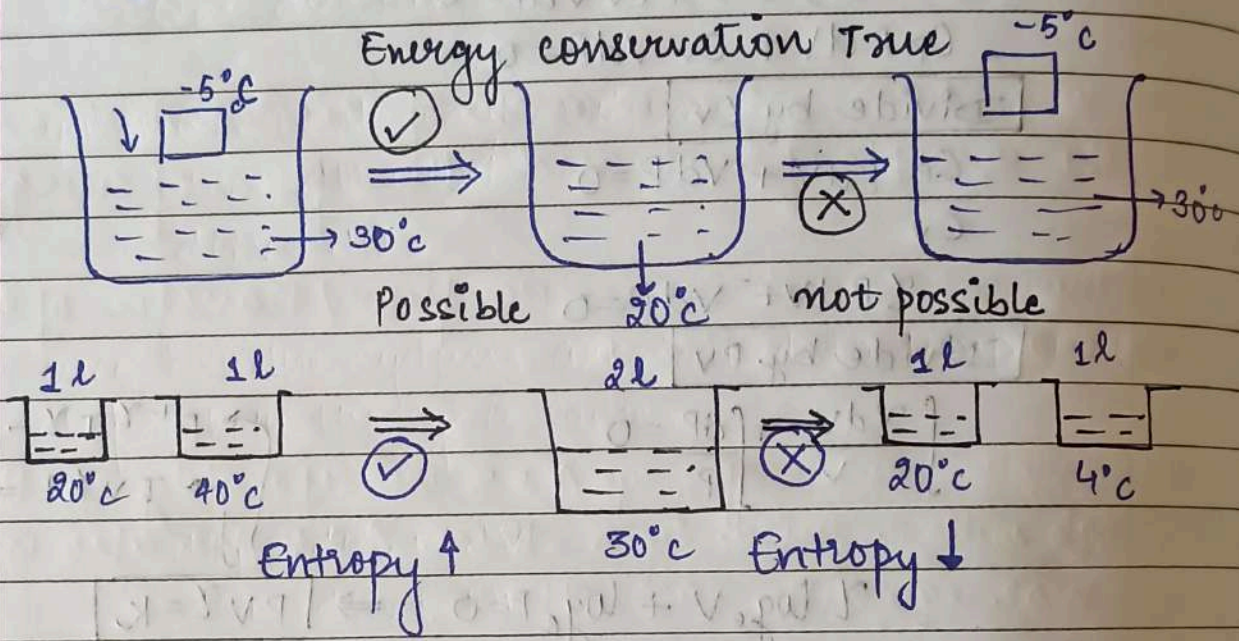 Energy conservation True
-5°c
-5°c
30°c
300
Possible
20°c
not possible
1l
1l
2l
1l
1l
20°c
40°c
20°c
4°c
Entropy ↑
30°c
Entropy ↓